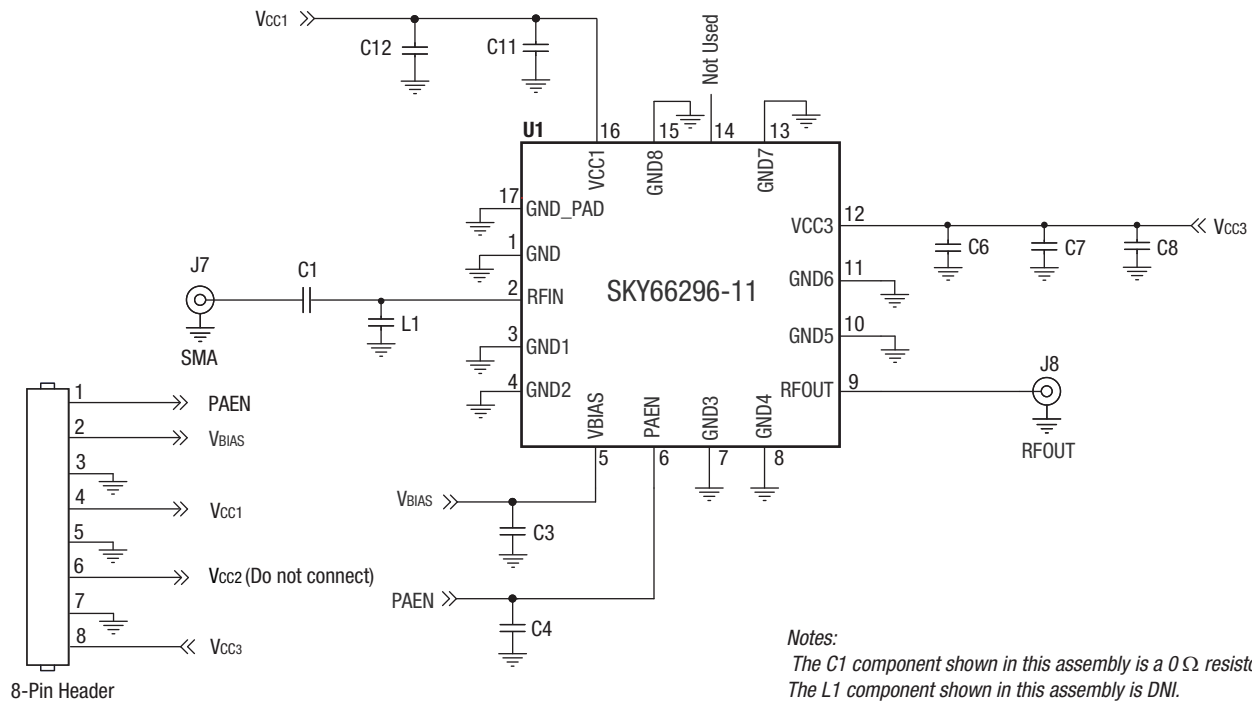 VCC1
C12
C11
Not Used
U1
16
15
14
13
VCC1
GND8
GND7
17
GND_PAD
VCC3
12
VCC3
C6
C7
C8
1
GND
J7
C1
2
RFIN
SKY66296-11
GND6
11
L1
SMA
3
GND1
GND5
10
4
GND2
RFOUT
9
J8
RFOUT
VBIAS
PAEN
GND3
GND4
5
6
7
8
1
PAEN
2
VBIAS
3
4
VCC1
5
6
VCC2 (Do not connect)
7
8
VCC3
8-Pin Header
VBIAS
C3
PAEN
C4
Notes:
The C1 component shown in this assembly is a 0 Ω
The L1 component shown in this assembly is DNI.